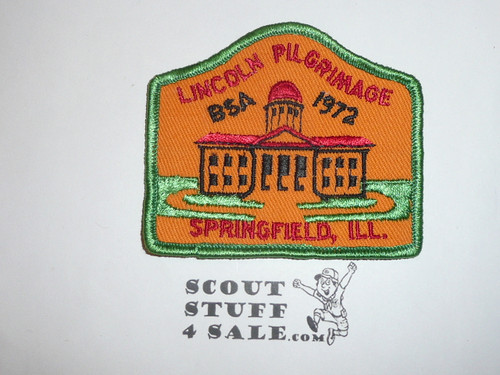 LINCOLN PILGRIMAGE
BSA 1972
SPRINGFIELD, ILL.
SCOUT
STUFF
4 SALE.com